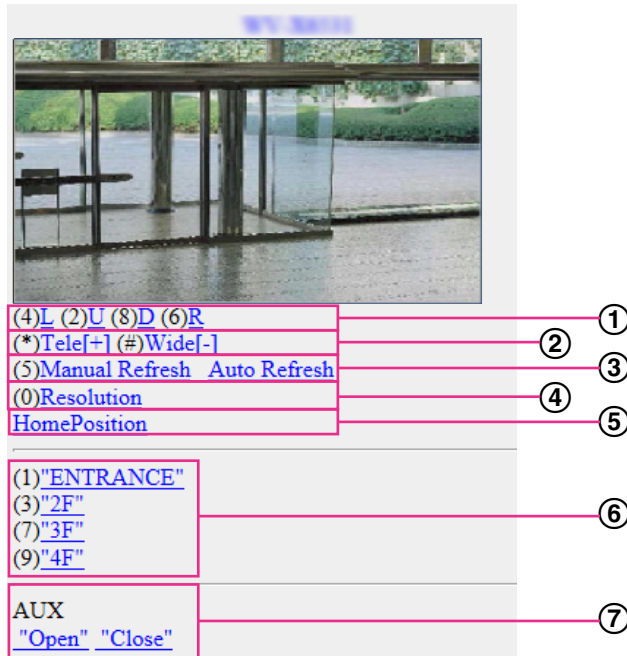 (4)L (2)U (8)D (6)R ①
(*)Tele[+] (#)Wide[-] ②
(5)Manual Refresh Auto Refresh ③
(0)Resolution ④
HomePosition ⑤
(1)"ENTRANCE"
(3)"2F" ⑥
(7)"3F"
(9)"4F"
AUX ⑦
"Open" "Close"